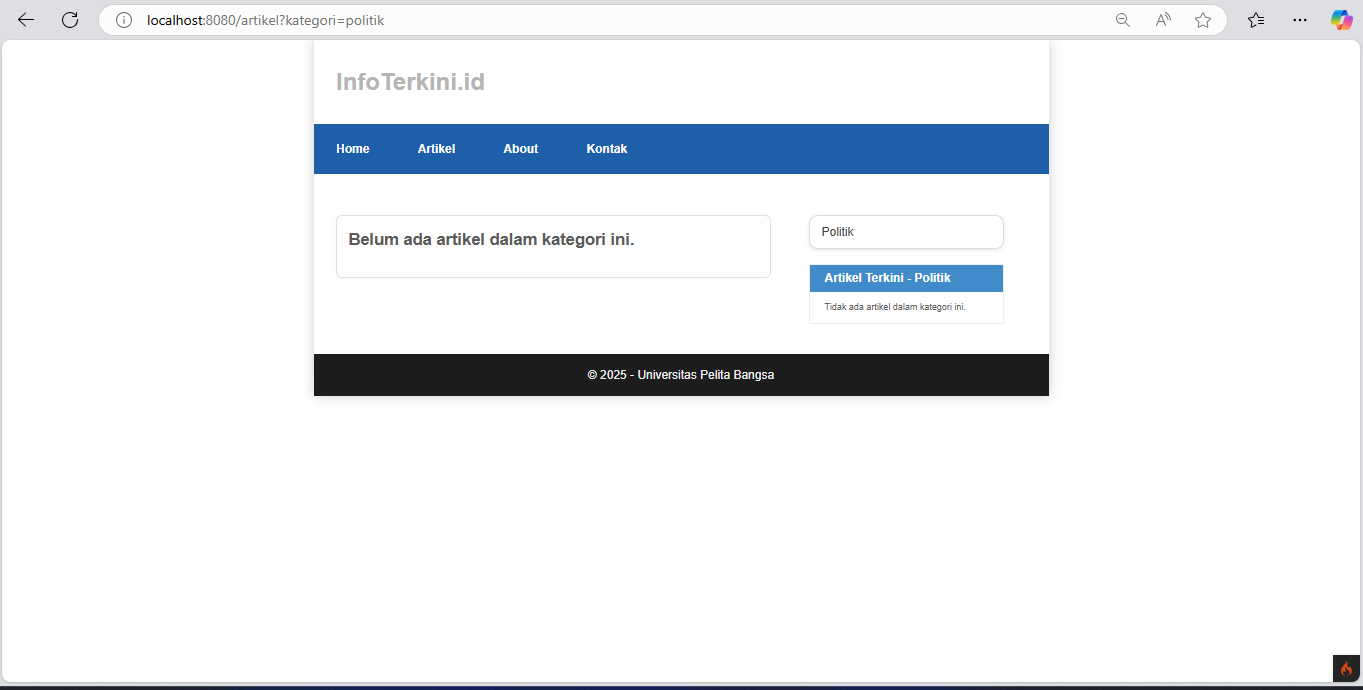 localhost:8080/artikel?kategori=politik
InfoTerkini.id
Home Artikel About Kontak
Belum ada artikel dalam kategori ini.
Politik
Artikel Terkini - Politik
Tidak ada artikel dalam kategori ini.
© 2025 - Universitas Pelita Bangsa